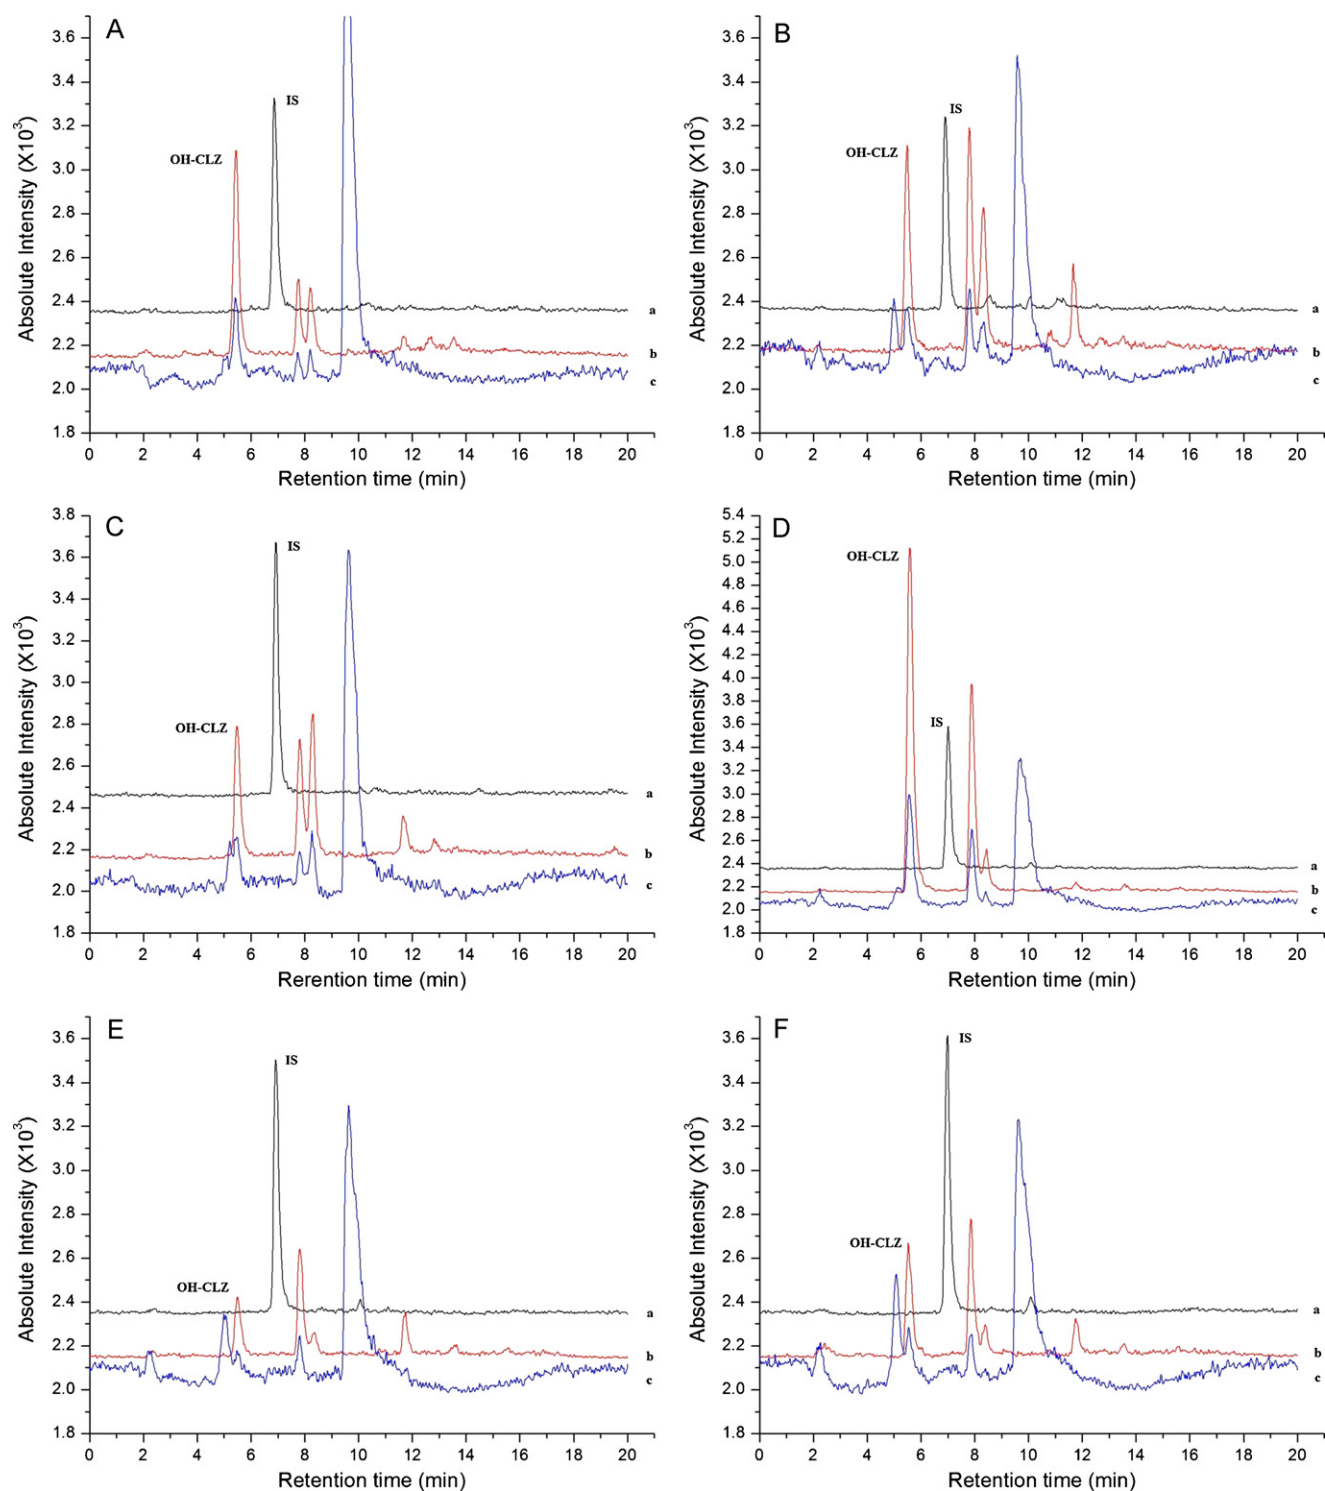 A
Absolute Intensity (X10³)
3.6
3.4
3.2
3.0
2.8
2.6
2.4
2.2
2.0
1.8
IS
OH-CLZ
a
b
c
0 2 4 6 8 10 12 14 16 18 20
Retention time (min)
B
Absolute Intensity (X10³)
3.6
3.4
3.2
3.0
2.8
2.6
2.4
2.2
2.0
1.8
IS
OH-CLZ
a
b
c
0 2 4 6 8 10 12 14 16 18 20
Retention time (min)
C
Absolute Intensity (X10³)
3.8
3.6
3.4
3.2
3.0
2.8
2.6
2.4
2.2
2.0
1.8
IS
OH-CLZ
a
b
c
0 2 4 6 8 10 12 14 16 18 20
Rerention time (min)
D
Absolute Intensity (X10³)
5.4
5.2
5.0
4.8
4.6
4.4
4.2
4.0
3.8
3.6
3.4
3.2
3.0
2.8
2.6
2.4
2.2
2.0
1.8
OH-CLZ
IS
a
b
c
0 2 4 6 8 10 12 14 16 18 20
Retention time (min)
E
Absolute Intensity (X10³)
3.6
3.4
3.2
3.0
2.8
2.6
2.4
2.2
2.0
1.8
IS
OH-CLZ
a
b
c
0 2 4 6 8 10 12 14 16 18 20
Retention time (min)
F
Absolute Intensity (X10³)
3.6
3.4
3.2
3.0
2.8
2.6
2.4
2.2
2.0
1.8
IS
OH-CLZ
a
b
c
0 2 4 6 8 10 12 14 16 18 20
Retention time (min)